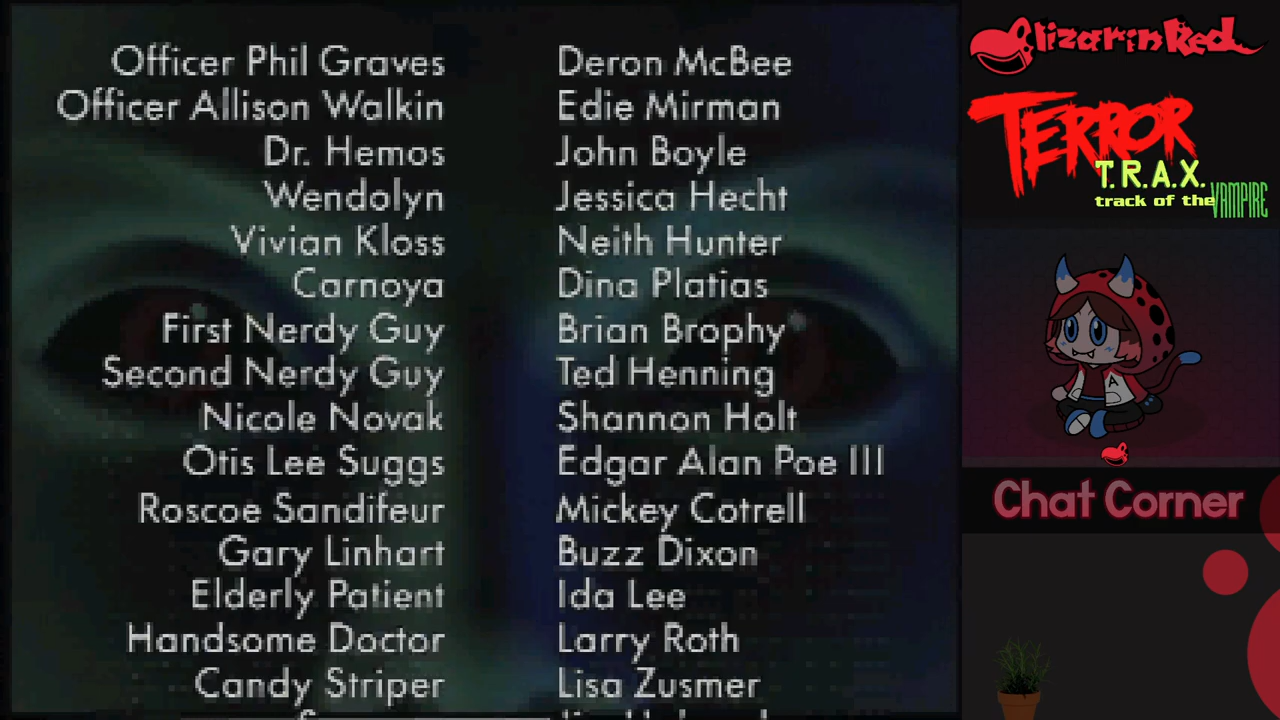 Officer Phil Graves Deron McBee
Officer Allison Walkin Edie Mirman
Dr. Hemos John Boyle
Wendolyn Jessica Hecht
Vivian Kloss Neith Hunter
Carnoya Dina Platias
First Nerdy Guy Brian Brophy
Second Nerdy Guy Ted Henning
Nicole Novak Shannon Holt
Otis Lee Suggs Edgar Alan Poe III
Roscoe Sandifeur Mickey Cotrell
Gary Linhart Buzz Dixon
Elderly Patient Ida Lee
Handsome Doctor Larry Roth
Candy Striper Lisa Zusmer
lizarinRed
TERROR
T.R.A.X.
track of the VAMPIRE
A
Chat Corner